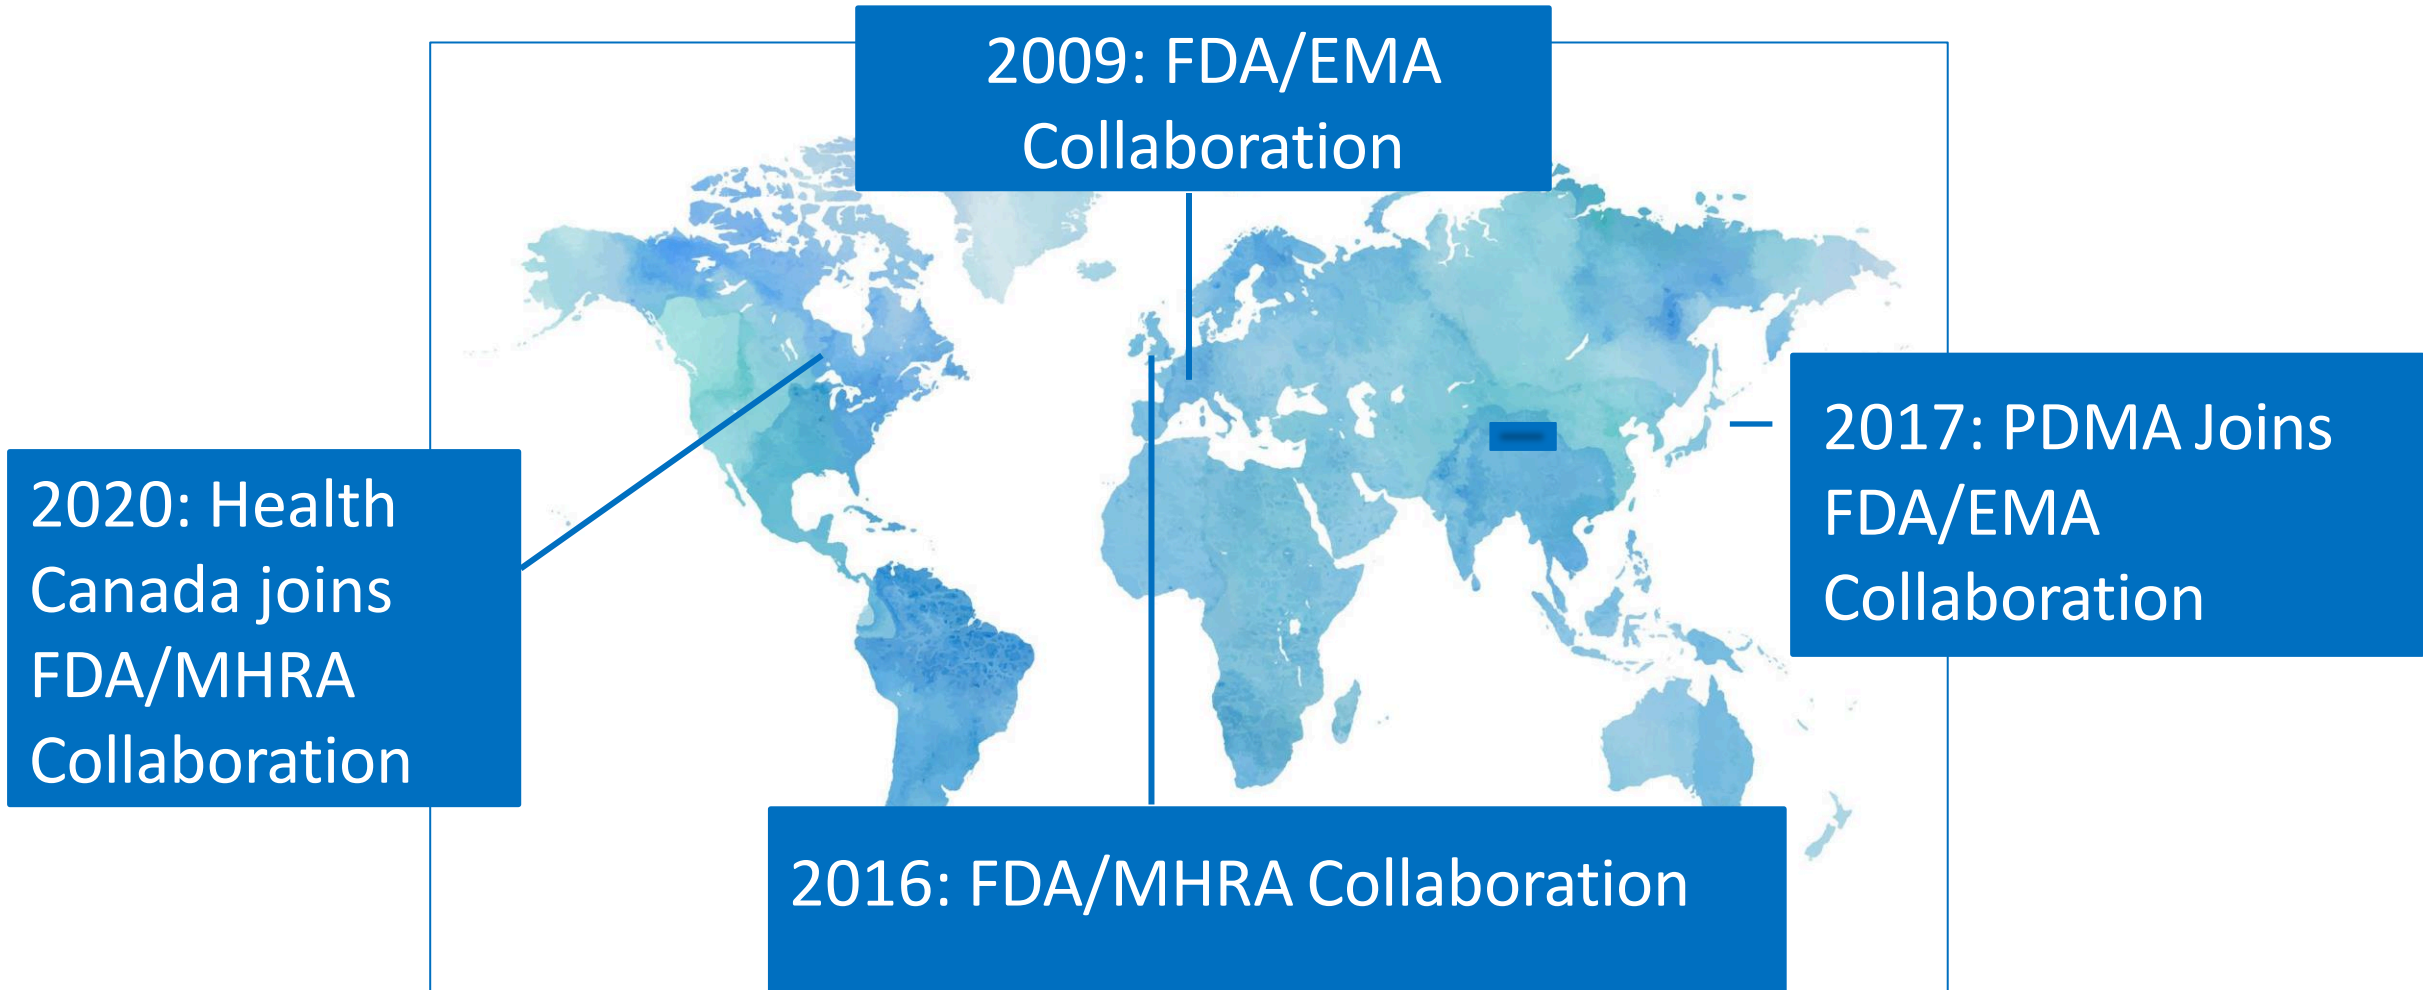 2009: FDA/EMA
Collaboration
2020: Health
Canada joins
FDA/MHRA
Collaboration
2017: PDMA Joins
FDA/EMA
Collaboration
2016: FDA/MHRA Collaboration